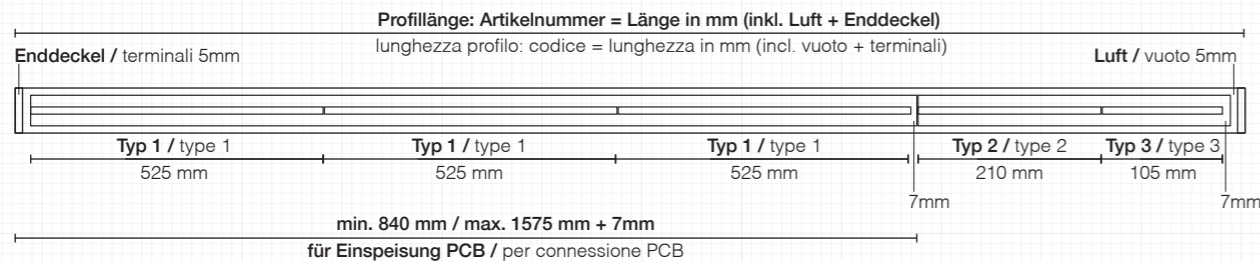 Profillänge: Artikelnummer = Länge in mm (inkl. Luft + Enddeckel)
lunghezza profilo: codice = lunghezza in mm (incl. vuoto + terminali)
Enddeckel / terminali 5mm
Luft / vuoto 5mm
Typ 1 / type 1
Typ 1 / type 1
Typ 1 / type 1
Typ 2 / type 2
Typ 3 / type 3
525 mm
525 mm
525 mm
210 mm
105 mm
7mm
7mm
min. 840 mm / max. 1575 mm + 7mm
für Einspeisung PCB / per connessione PCB